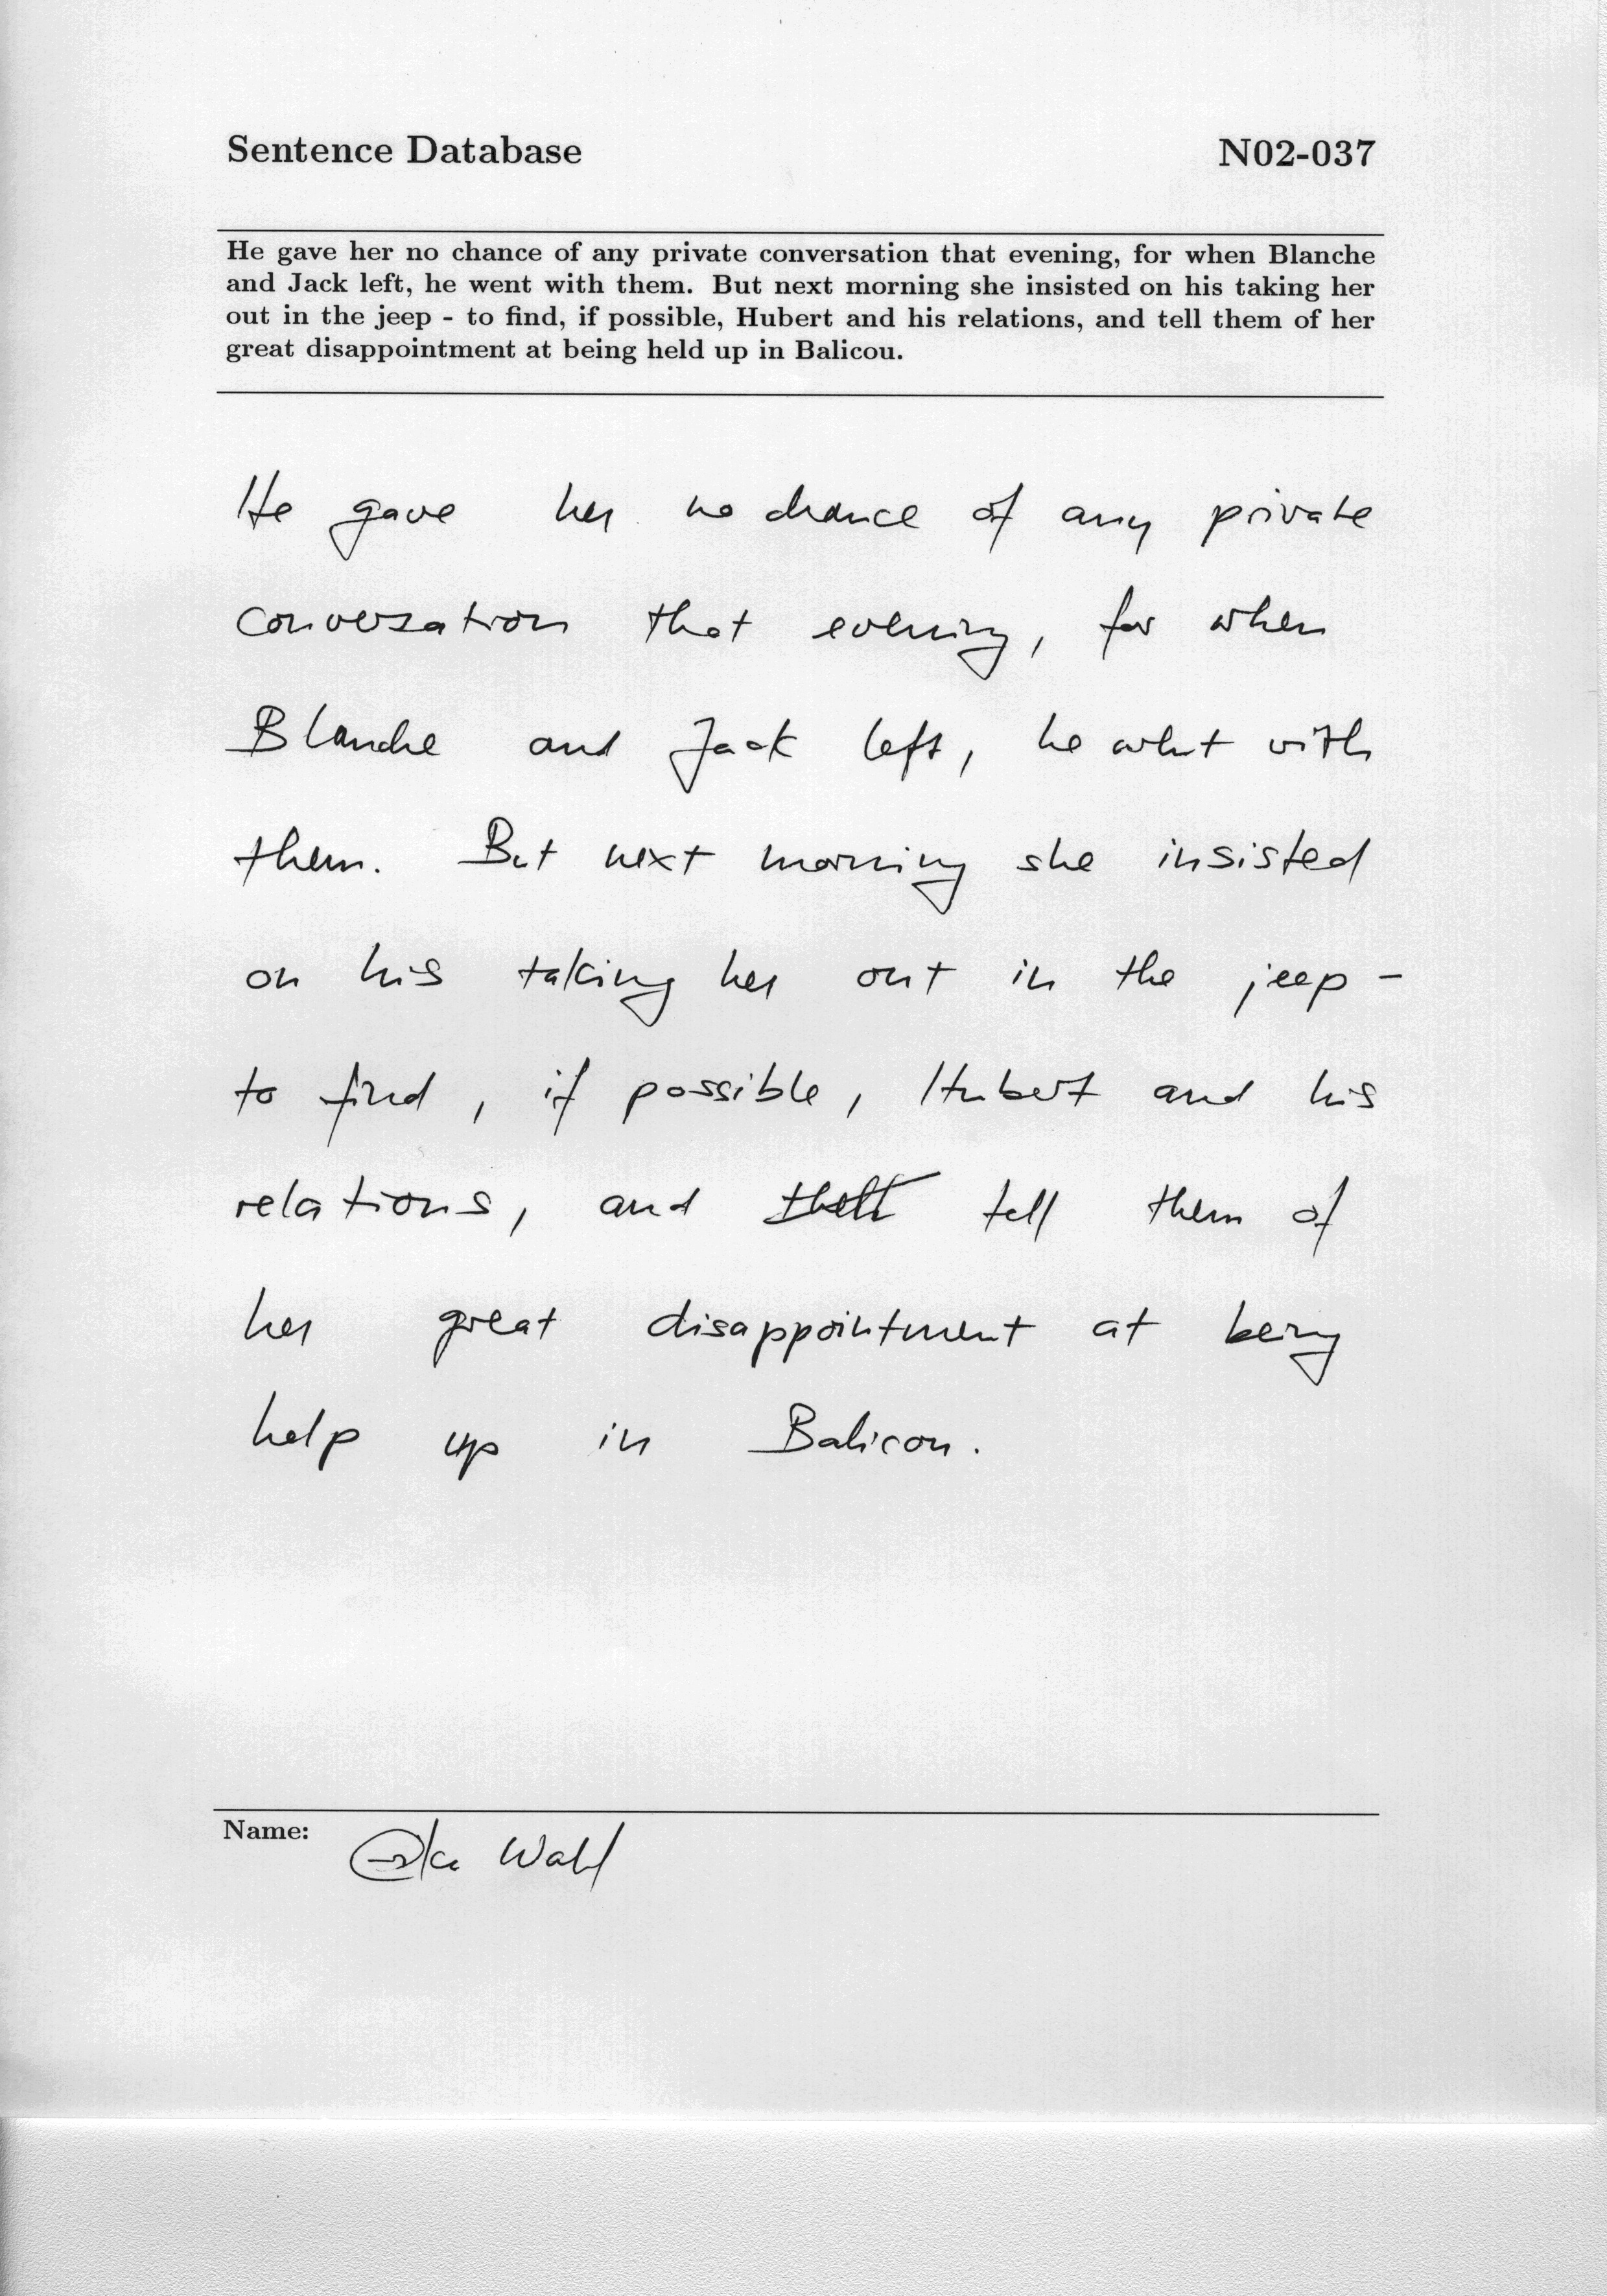 Sentence Database N02-037
He gave her no chance of any private conversation that evening, for when Blanche
and Jack left, he went with them. But next morning she insisted on his taking her
out in the jeep - to find, if possible, Hubert and his relations, and tell them of her
great disappointment at being held up in Balicou.
He gave her no chance of any private
conversation that evening, for when
Blanche and Jack left, he went with
them. But next morning she insisted
on his taking her out in the jeep -
to find, if possible, Hubert and his
relations, and tell them of
her great disappointment at being
help up in Balicou.
Name: Wahl